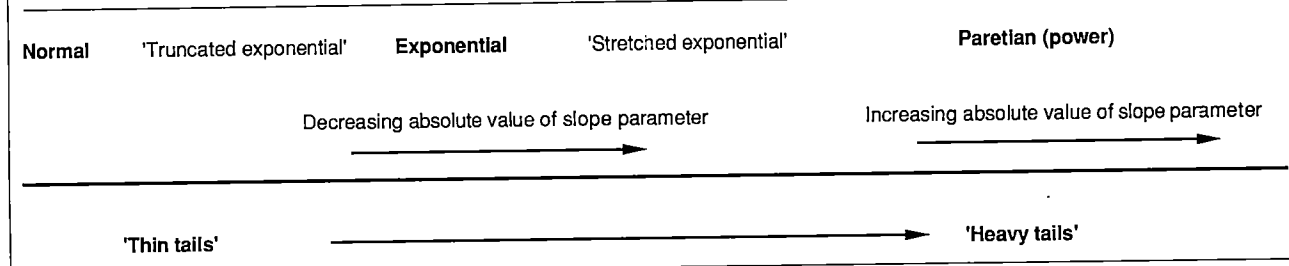 Normal 'Truncated exponential' Exponential 'Stretched exponential' Paretian (power)
Decreasing absolute value of slope parameter Increasing absolute value of slope parameter
'Thin tails' 'Heavy tails'